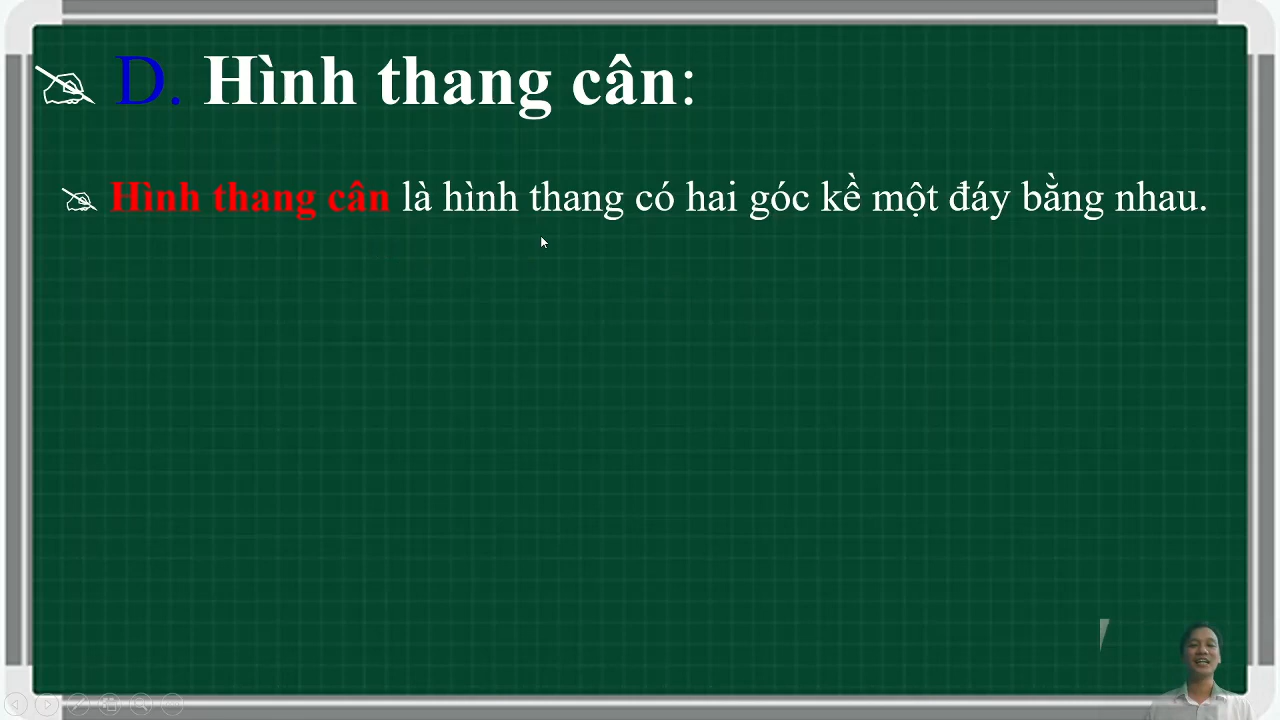 D. Hình thang cân:
Hình thang cân là hình thang có hai góc kề một đáy bằng nhau.